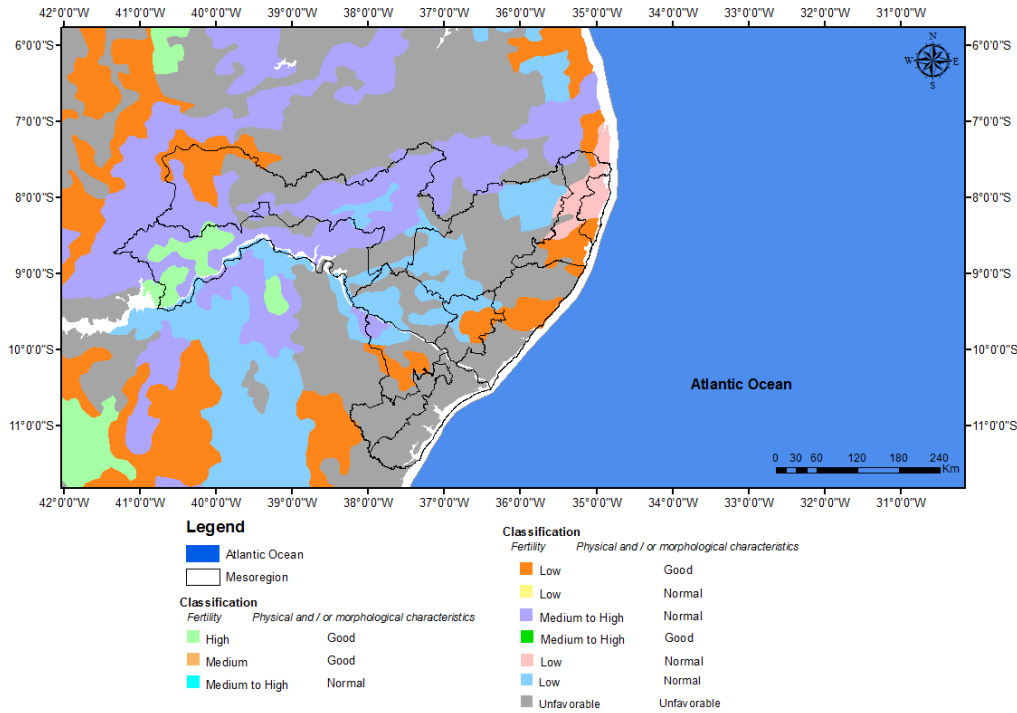 42°0'0"W 41°0'0"W 40°0'0"W 39°0'0"W 38°0'0"W 37°0'0"W 36°0'0"W 35°0'0"W 34°0'0"W 33°0'0"W 32°0'0"W 31°0'0"W
N
W E
S
6°0'0"S 6°0'0"S
7°0'0"S 7°0'0"S
8°0'0"S 8°0'0"S
9°0'0"S 9°0'0"S
10°0'0"S 10°0'0"S
Atlantic Ocean
11°0'0"S 11°0'0"S
0 30 60 120 180 240
Km
42°0'0"W 41°0'0"W 40°0'0"W 39°0'0"W 38°0'0"W 37°0'0"W 36°0'0"W 35°0'0"W 34°0'0"W 33°0'0"W 32°0'0"W 31°0'0"W
Legend
Atlantic Ocean
Mesoregion
Classification
Fertility Physical and / or morphological characteristics
High Good
Medium Good
Medium to High Normal
Classification
Fertility Physical and / or morphological characteristics
Low Good
Low Normal
Medium to High Normal
Medium to High Good
Low Normal
Low Normal
Unfavorable Unfavorable